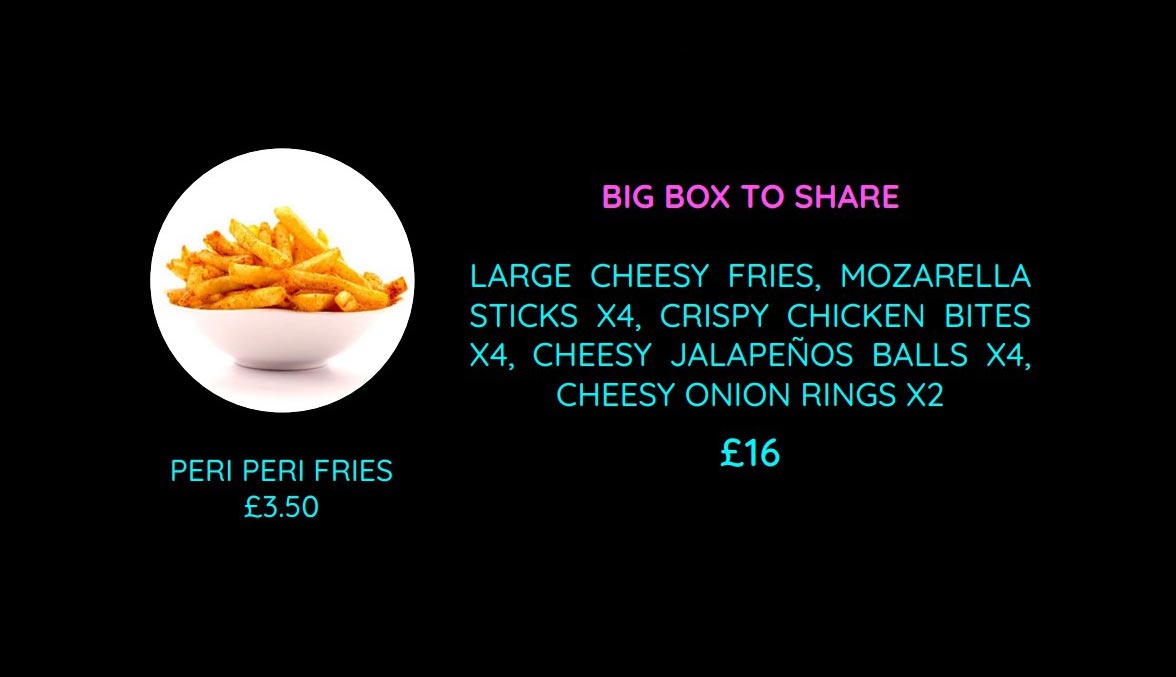 BIG BOX TO SHARE
LARGE CHEESY FRIES, MOZARELLA
STICKS X4, CRISPY CHICKEN BITES
X4, CHEESY JALAPEÑOS BALLS X4,
CHEESY ONION RINGS X2
£16
PERI PERI FRIES
£3.50